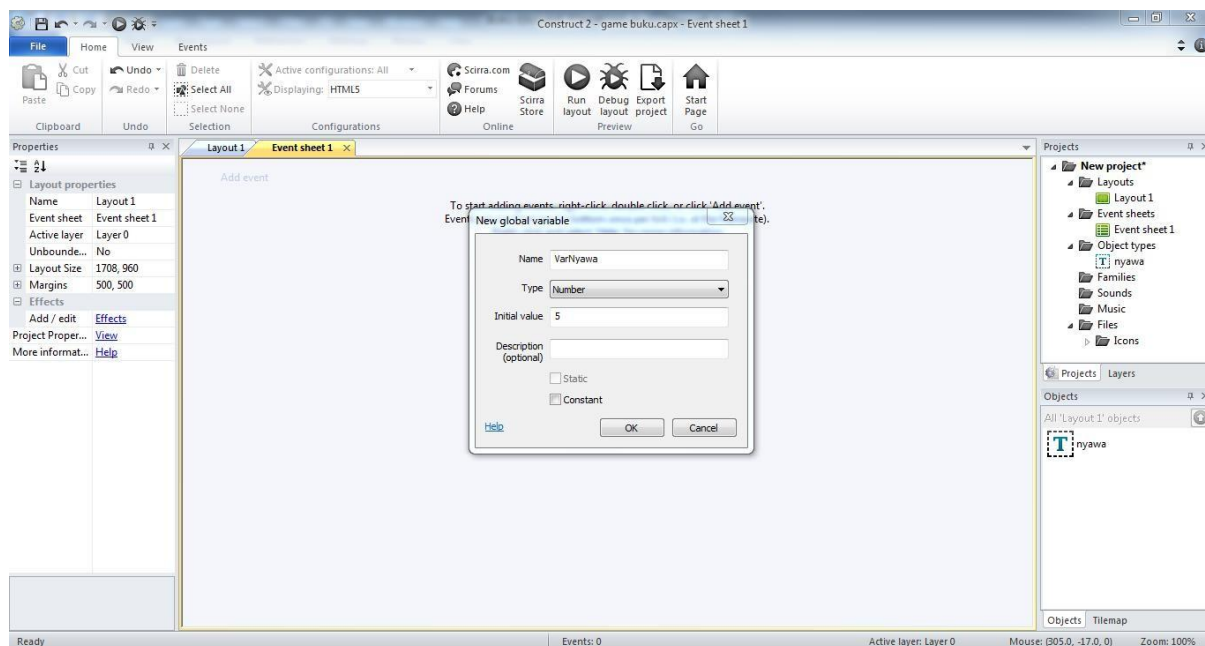 Construct 2 - game buku.capx - Event sheet 1
File Home View Events
Paste
Cut
Copy
Clipboard
Undo
Redo
Undo
Delete
Select All
Select None
Selection
Active configurations: All
Displaying: HTML5
Configurations
Scirra.com
Forums
Help
Scirra Store
Online
Run layout
Debug layout
Export project
Preview
Start Page
Go
Properties
Layout properties
Name Layout 1
Event sheet Event sheet 1
Active layer Layer 0
Unbounde... No
Layout Size 1708, 960
Margins 500, 500
Effects
Add / edit Effects
Project Proper... View
More informat... Help
Layout 1 Event sheet 1
Add event
To start adding events, right-click, double click, or click 'Add event'.
Event
te).
New global variable
Name VarNyawa
Type Number
Initial value 5
Description (optional)
Static
Constant
Help OK Cancel
Projects
New project*
Layouts
Layout 1
Event sheets
Event sheet 1
Object types
T nyawa
Families
Sounds
Music
Files
Icons
Projects Layers
Objects
All 'Layout 1' objects
T nyawa
Objects Tilemap
Ready Events: 0 Active layer: Layer 0 Mouse: (305.0, -17.0, 0) Zoom: 100%